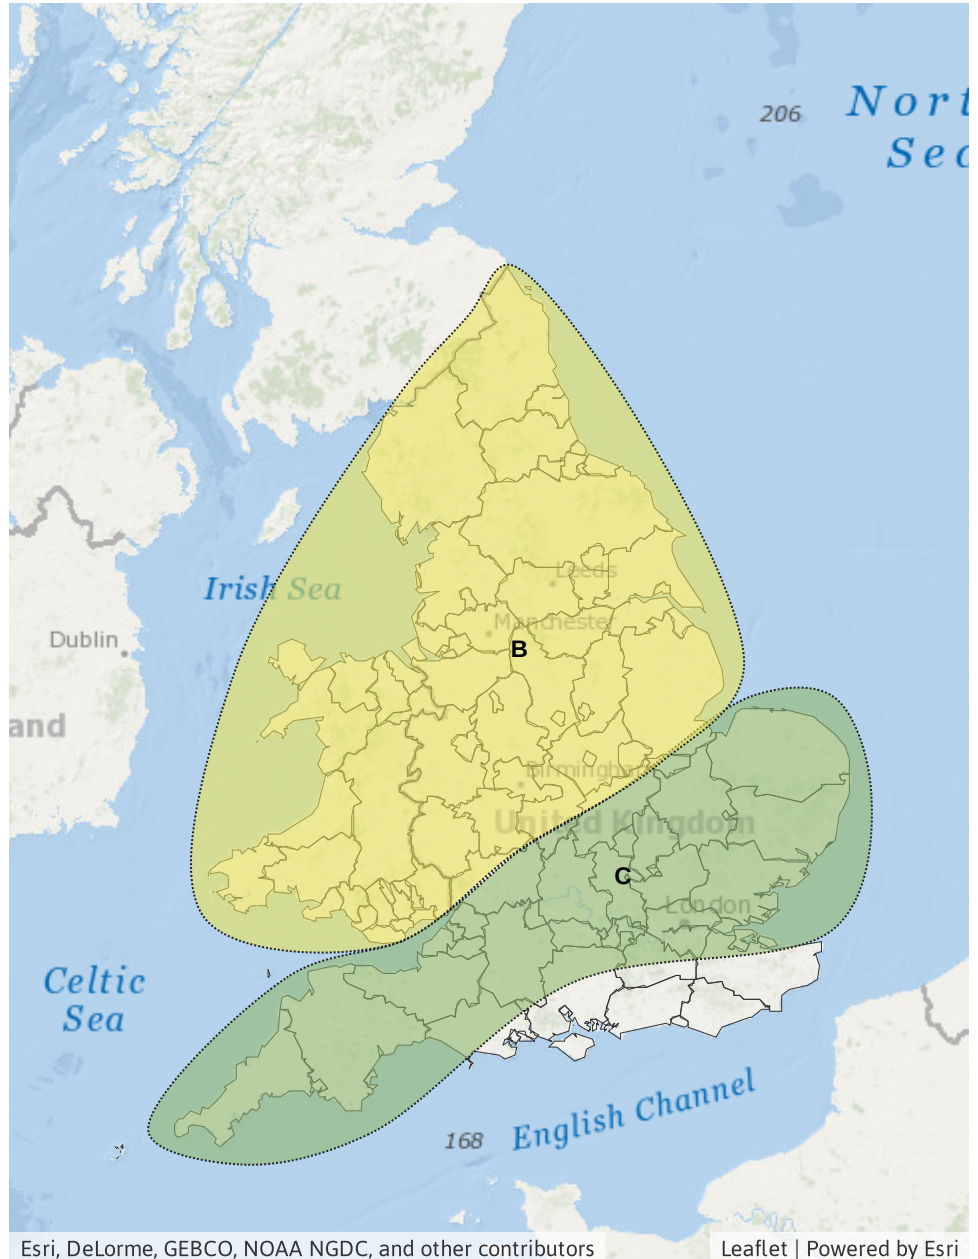 206
Nort
Sea
Irish Sea
Leeds
Manchester
Dublin
B
and
Birmingham
United Kingdom
C
London
Celtic
Sea
English Channel
168
Esri, DeLorme, GEBCO, NOAA NGDC, and other contributors
Leaflet | Powered by Esri